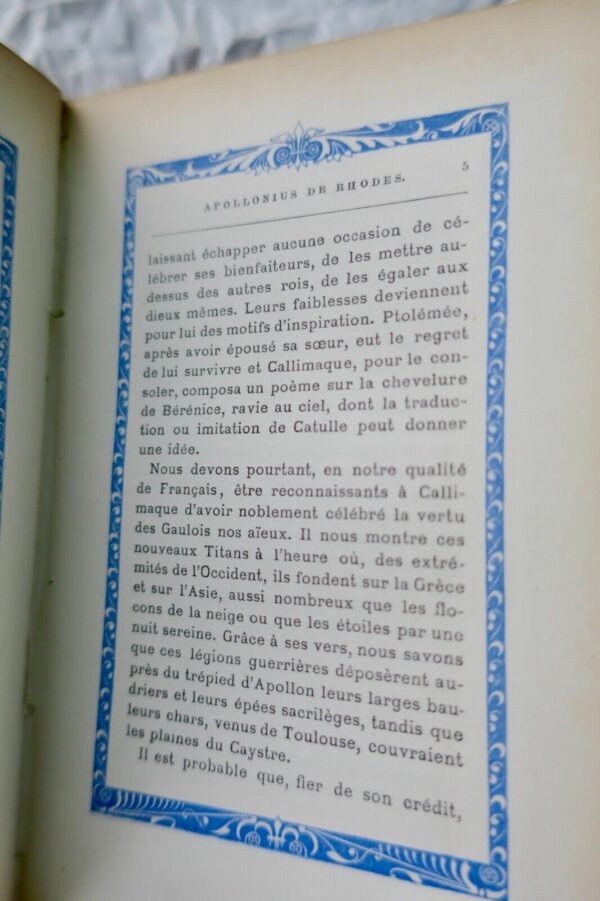 APOLLONIUS DE RHODES. 5
laissant échapper aucune occasion de cé-
lébrer ses bienfaiteurs, de les mettre au-
dessus des autres rois, de les égaler aux
dieux mêmes. Leurs faiblesses deviennent
pour lui des motifs d'inspiration. Ptolémée,
après avoir épousé sa sœur, eut le regret
de lui survivre et Callimaque, pour le con-
soler, composa un poème sur la chevelure
de Bérénice, ravie au ciel, dont la traduc-
tion ou imitation de Catulle peut donner
une idée.
Nous devons pourtant, en notre qualité
de Français, être reconnaissants à Calli-
maque d'avoir noblement célébré la vertu
des Gaulois nos aïeux. Il nous montre ces
nouveaux Titans à l'heure où, des extré-
mités de l'Occident, ils fondent sur la Grèce
et sur l'Asie, aussi nombreux que les flo-
cons de la neige ou que les étoiles par une
nuit sereine. Grâce à ses vers, nous savons
que ces légions guerrières déposèrent au-
près du trépied d'Apollon leurs larges bau-
driers et leurs épées sacrilèges, tandis que
leurs chars, venus de Toulouse, couvraient
les plaines du Caystre.
Il est probable que, fier de son crédit,